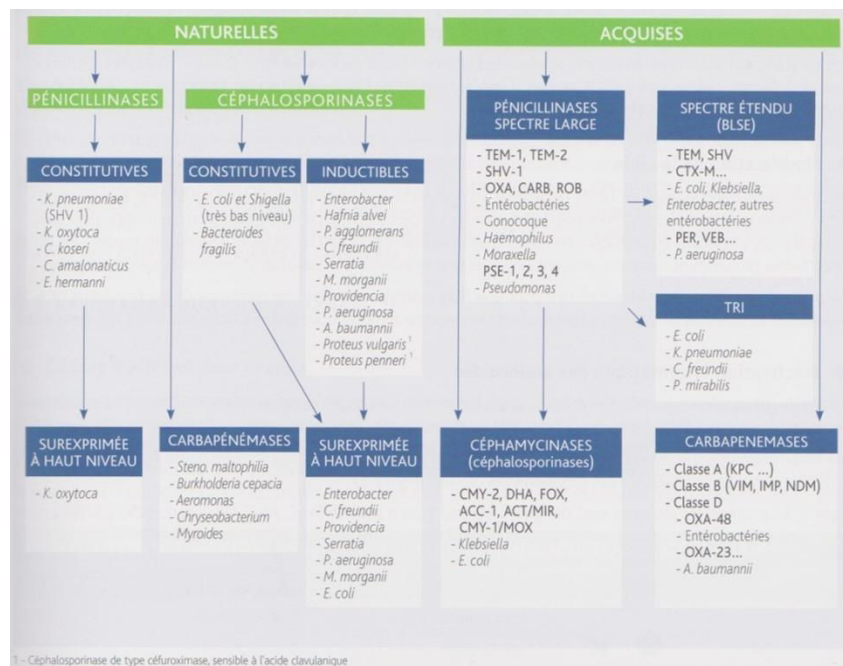 NATURELLES
ACQUISES
PÉNICILLINASES
CÉPHALOSPORINASES
CONSTITUTIVES
- K. pneumoniae
(SHV 1)
- K. oxytoca
- C. koseri
- C. amalonaticus
- E. hermanni
CONSTITUTIVES
- E. coli et Shigella
(très bas niveau)
- Bacteroides
fragilis
INDUCTIBLES
- Enterobacter
- Hafnia alvei
- P. agglomerans
- C. freundii
- Serratia
- M. morganii
- Providencia
- P. aeruginosa
- A. baumannii
- Proteus vulgaris 1
- Proteus penneri 1
PÉNICILLINASES
SPECTRE LARGE
- TEM-1, TEM-2
- SHV-1
- OXA, CARB, ROB
- Entérobactéries
- Gonocoque
- Haemophilus
- Moraxella
PSE-1, 2, 3, 4
- Pseudomonas
SPECTRE ÉTENDU
(BLSE)
- TEM, SHV
- CTX-M...
- E. coli, Klebsiella,
Enterobacter, autres
entérobactéries
- PER, VEB...
- P. aeruginosa
TRI
- E. coli
- K. pneumoniae
- C. freundii
- P. mirabilis
SUREXPRIMÉE
À HAUT NIVEAU
- K. oxytoca
CARBAPÉNÉMASES
- Steno. maltophilia
- Burkholderia cepacia
- Aeromonas
- Chryseobacterium
- Myroides
SUREXPRIMÉE
À HAUT NIVEAU
- Enterobacter
- C. freundii
- Providencia
- Serratia
- P. aeruginosa
- M. morganii
- E. coli
CÉPHAMYCINASES
(céphalosporinases)
- CMY-2, DHA, FOX,
ACC-1, ACT/MIR,
CMY-1/MOX
- Klebsiella
- E. coli
CARBAPENEMASES
- Classe A (KPC ...)
- Classe B (VIM, IMP, NDM)
- Classe D
- OXA-48
- Entérobactéries
- OXA-23...
- A. baumannii
1 - Céphalosporinase de type céfuroximase, sensible à l'acide clavulanique